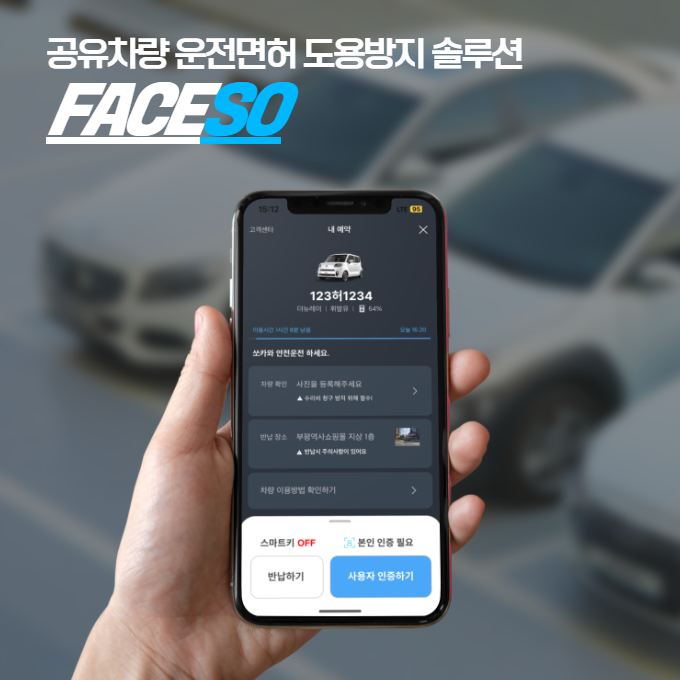 공유차량 운전면허 도용방지 솔루션
FACESO
15:12 LTE 95
고객센터 내 예약
123허1234
더뉴레이 | 휘발유 | 64%
이용시간 1시간 8분 남음 오늘 16:20
쏘카와 안전운전 하세요.
차량 확인 사진을 등록해주세요
▲ 수리비 청구 방지 위해 필수!
반납 장소 부평역사쇼핑몰 지상 1층
▲ 반납시 주의사항이 있어요
차량 이용방법 확인하기
스마트키 OFF 본인 인증 필요
반납하기 사용자 인증하기